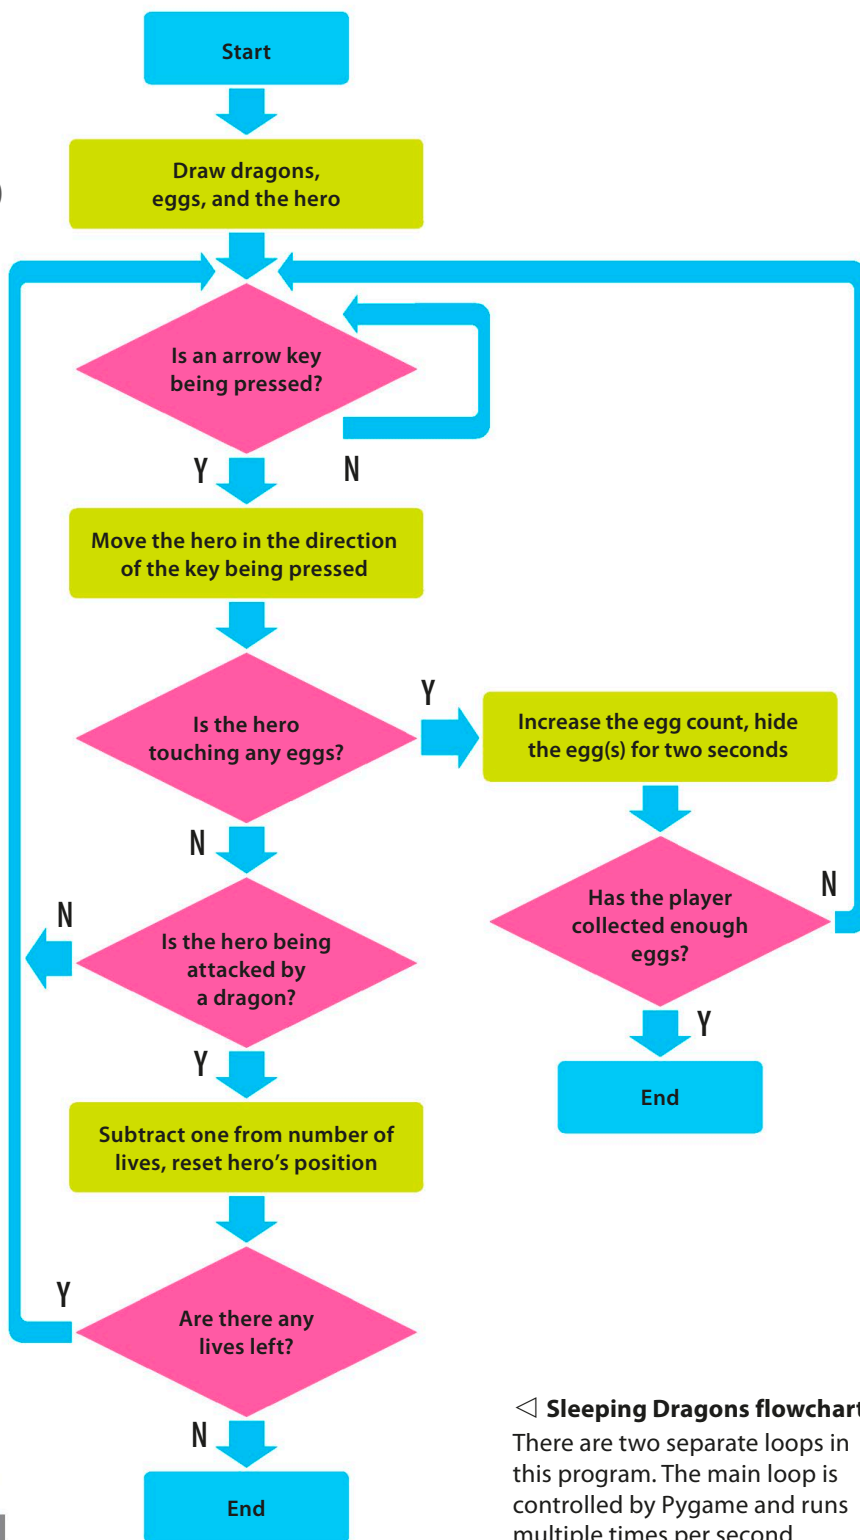 Start
Draw dragons,
eggs, and the hero
Is an arrow key
being pressed?
Y
N
Move the hero in the direction
of the key being pressed
Is the hero
touching any eggs?
Y
Increase the egg count, hide
the egg(s) for two seconds
N
Has the player
collected enough
eggs?
N
Y
End
Is the hero being
attacked by
a dragon?
N
Y
Subtract one from number of
lives, reset hero's position
Are there any
lives left?
Y
N
End
◁ Sleeping Dragons flowchart
There are two separate loops in
this program. The main loop is
controlled by Pygame and runs
multiple times per second